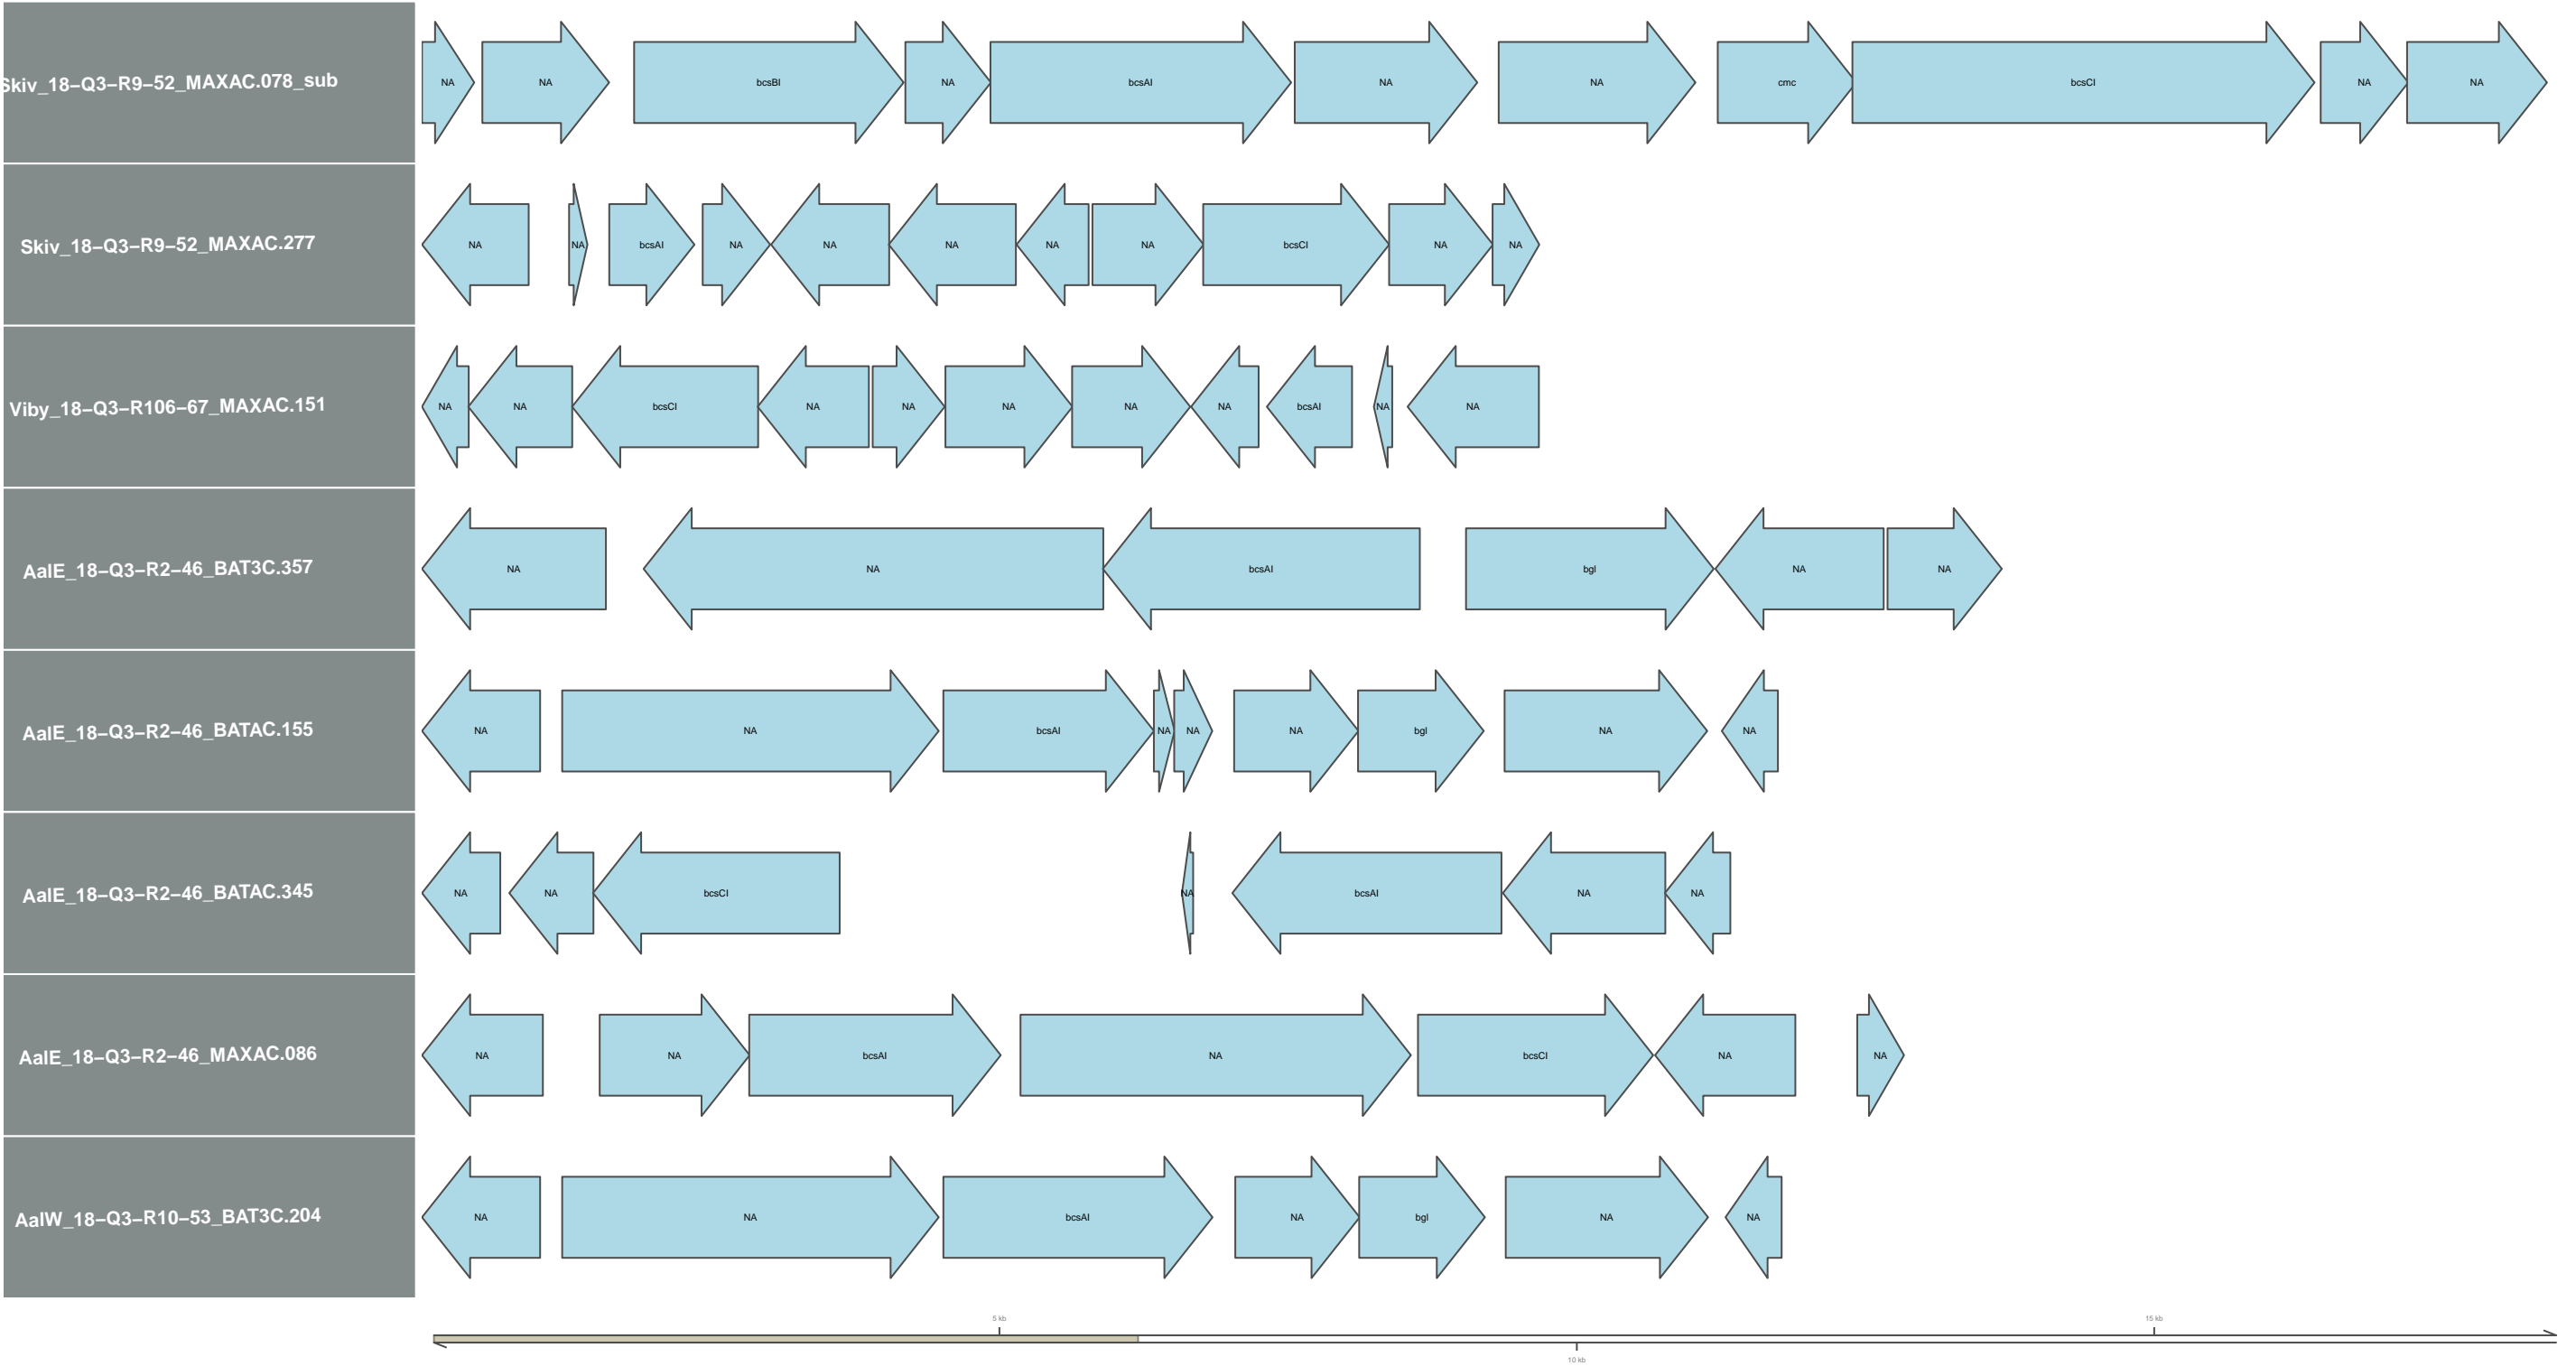 Skiv_18–Q3–R9–52_MAXAC.078_sub
NA NA bcsBI NA bcsAI NA NA cmc bcsCI NA NA
Skiv_18–Q3–R9–52_MAXAC.277
NA NA bcsAI NA NA NA NA NA bcsCI NA NA
Viby_18–Q3–R106–67_MAXAC.151
NA NA bcsCI NA NA NA NA NA bcsAI NA NA
AalE_18–Q3–R2–46_BAT3C.357
NA NA bcsAI bgl NA NA
AalE_18–Q3–R2–46_BATAC.155
NA NA bcsAI NA NA NA bgl NA NA
AalE_18–Q3–R2–46_BATAC.345
NA NA bcsCI NA bcsAI NA NA
AalE_18–Q3–R2–46_MAXAC.086
NA NA bcsAI NA bcsCI NA NA
AalW_18–Q3–R10–53_BAT3C.204
NA NA bcsAI NA bgl NA NA
5 kb 15 kb
10 kb